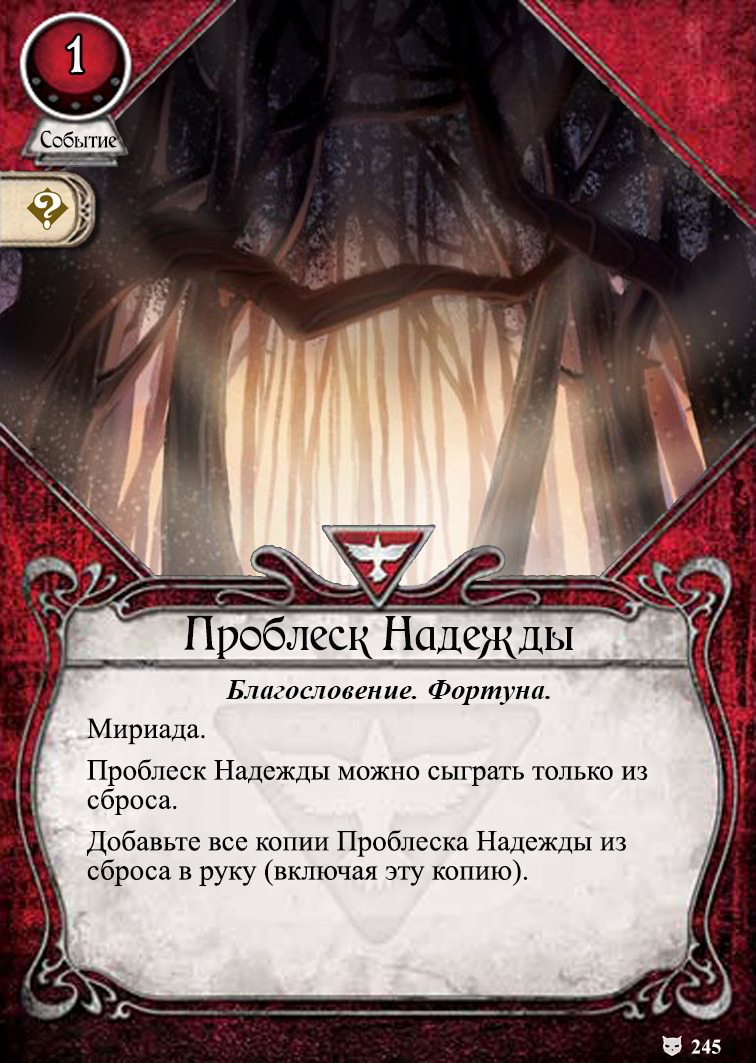 1
Событие
?
Проблеск Надежды
Благословение. Фортуна.
Мириада.
Проблеск Надежды можно сыграть только из
сброса.
Добавьте все копии Проблеска Надежды из
сброса в руку (включая эту копию).
245